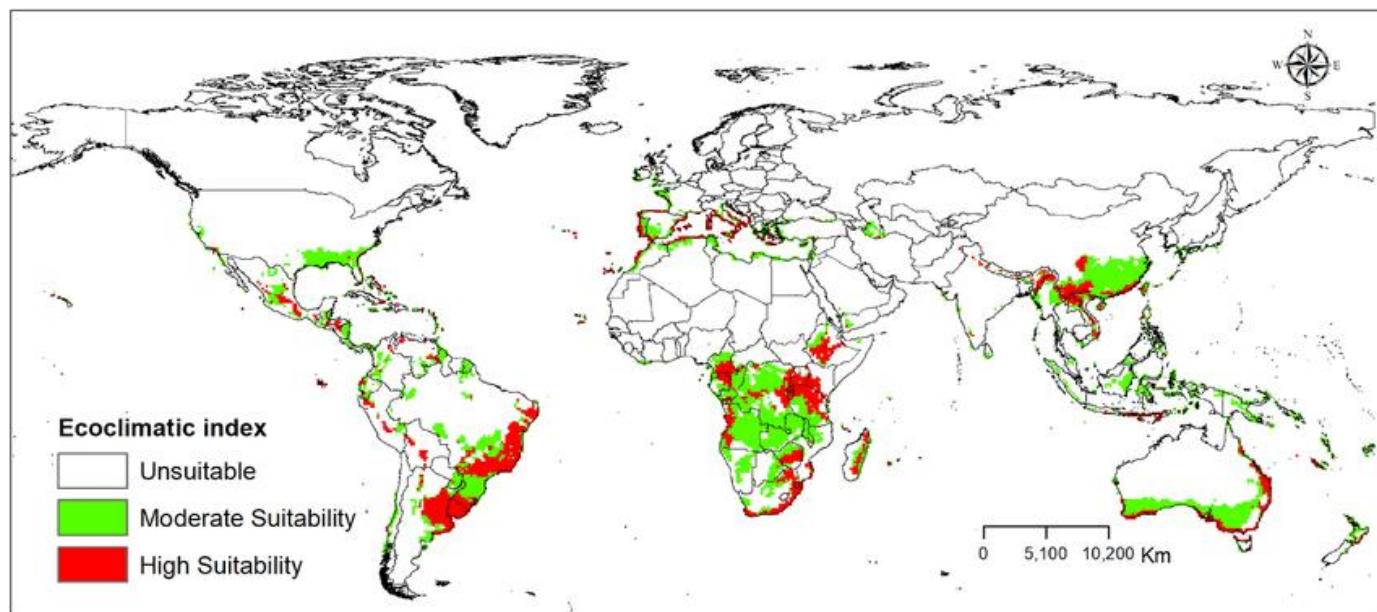 N
W E
S
Ecoclimatic index
Unsuitable
Moderate Suitability
High Suitability
0 5,100 10,200 Km